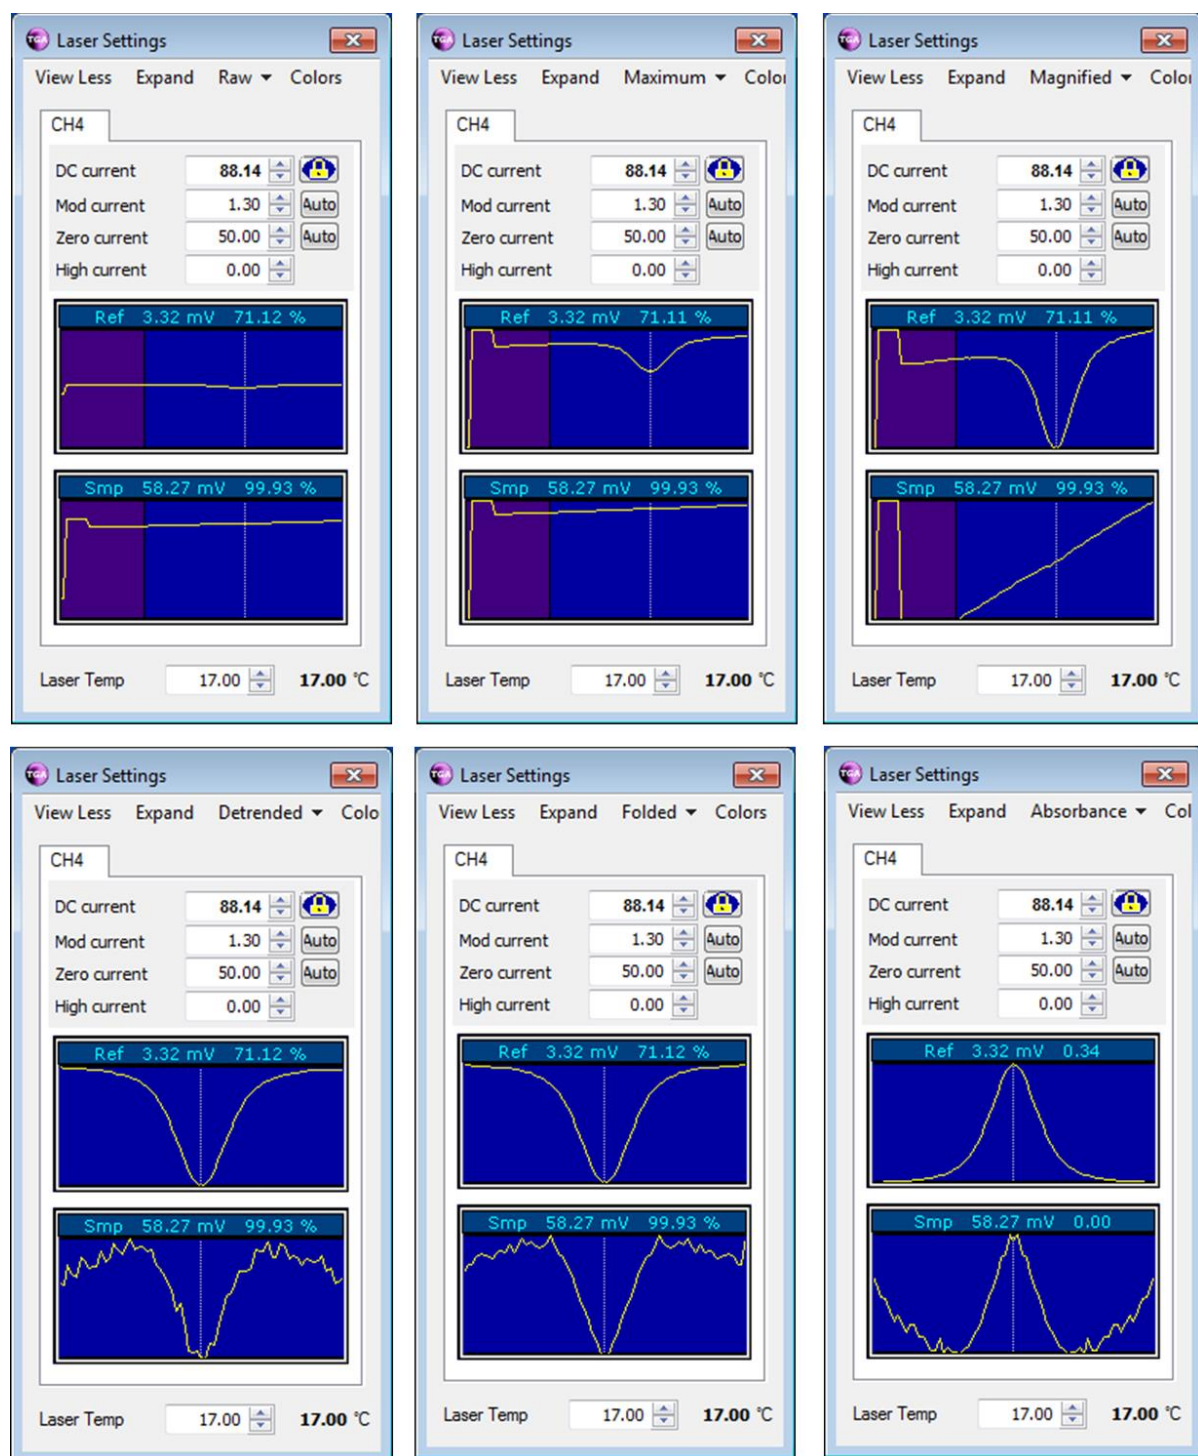 TGA Laser Settings
View Less Expand Raw Colors
CH4
DC current 88.14
Mod current 1.30 Auto
Zero current 50.00 Auto
High current 0.00
Ref 3.32 mV 71.12 %
Smp 58.27 mV 99.93 %
Laser Temp 17.00 17.00 °C
TGA Laser Settings
View Less Expand Maximum Color
CH4
DC current 88.14
Mod current 1.30 Auto
Zero current 50.00 Auto
High current 0.00
Ref 3.32 mV 71.11 %
Smp 58.27 mV 99.93 %
Laser Temp 17.00 17.00 °C
TGA Laser Settings
View Less Expand Magnified Color
CH4
DC current 88.14
Mod current 1.30 Auto
Zero current 50.00 Auto
High current 0.00
Ref 3.32 mV 71.11 %
Smp 58.27 mV 99.93 %
Laser Temp 17.00 17.00 °C
TGA Laser Settings
View Less Expand Detrended Colo
CH4
DC current 88.14
Mod current 1.30 Auto
Zero current 50.00 Auto
High current 0.00
Ref 3.32 mV 71.12 %
Smp 58.27 mV 99.93 %
Laser Temp 17.00 17.00 °C
TGA Laser Settings
View Less Expand Folded Colors
CH4
DC current 88.14
Mod current 1.30 Auto
Zero current 50.00 Auto
High current 0.00
Ref 3.32 mV 71.12 %
Smp 58.27 mV 99.93 %
Laser Temp 17.00 17.00 °C
TGA Laser Settings
View Less Expand Absorbance Col
CH4
DC current 88.14
Mod current 1.30 Auto
Zero current 50.00 Auto
High current 0.00
Ref 3.32 mV 0.34
Smp 58.27 mV 0.00
Laser Temp 17.00 17.00 °C